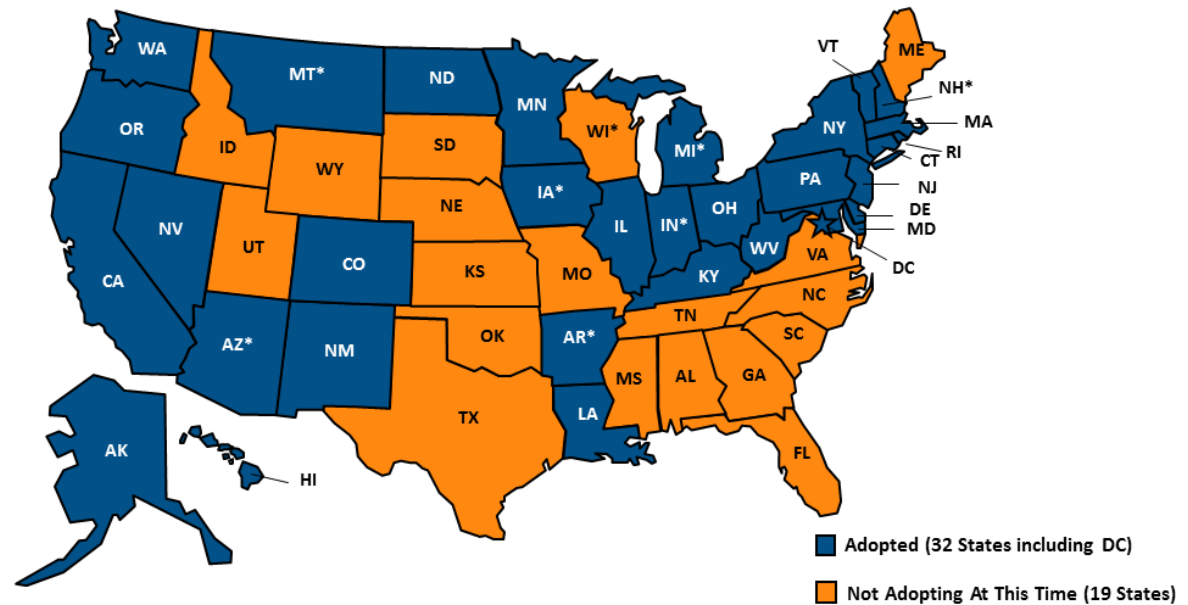 WA
MT*
ND
MN
VT
ME
NH*
OR
ID
SD
WI*
NY
MA
WY
MI*
RI
CT
NE
IA*
PA
NJ
NV
UT
IL
IN*
OH
DE
MD
CO
KS
MO
WV
VA
DC
CA
KY
NC
AZ*
NM
OK
AR*
TN
SC
TX
MS
AL
GA
LA
AK
HI
FL
Adopted (32 States including DC)
Not Adopting At This Time (19 States)